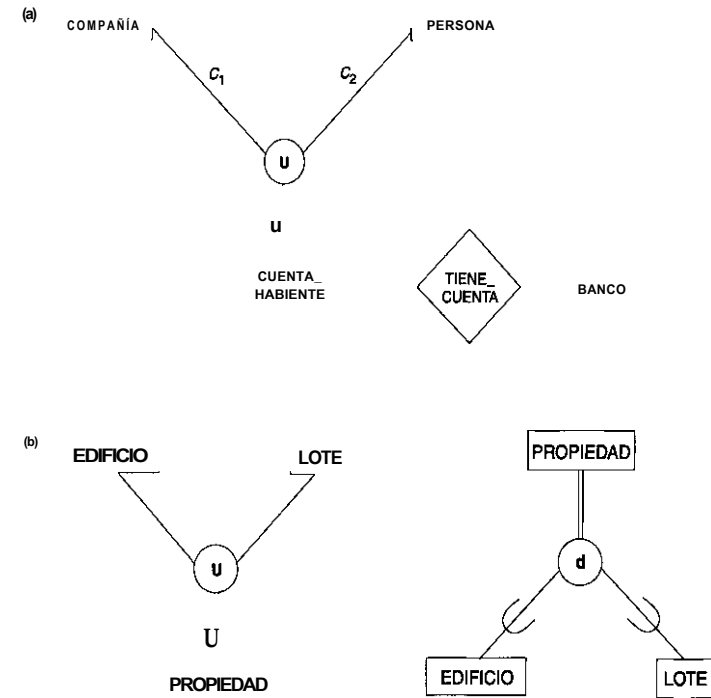 (a)
COMPAÑÍA
PERSONA
C1
C2
U
u
CUENTA_
HABIENTE
TIENE_
CUENTA
BANCO
(b)
EDIFICIO
LOTE
U
U
PROPIEDAD
PROPIEDAD
d
EDIFICIO
LOTE